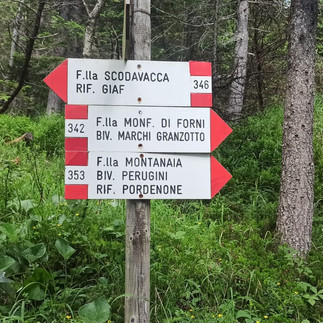 F.lla SCODAVACCA 346
RIF. GIAF
342 F.lla MONF. DI FORNI
BIV. MARCHI GRANZOTTO
F.lla MONTANAIA
353 BIV. PERUGINI
RIF. PORDENONE